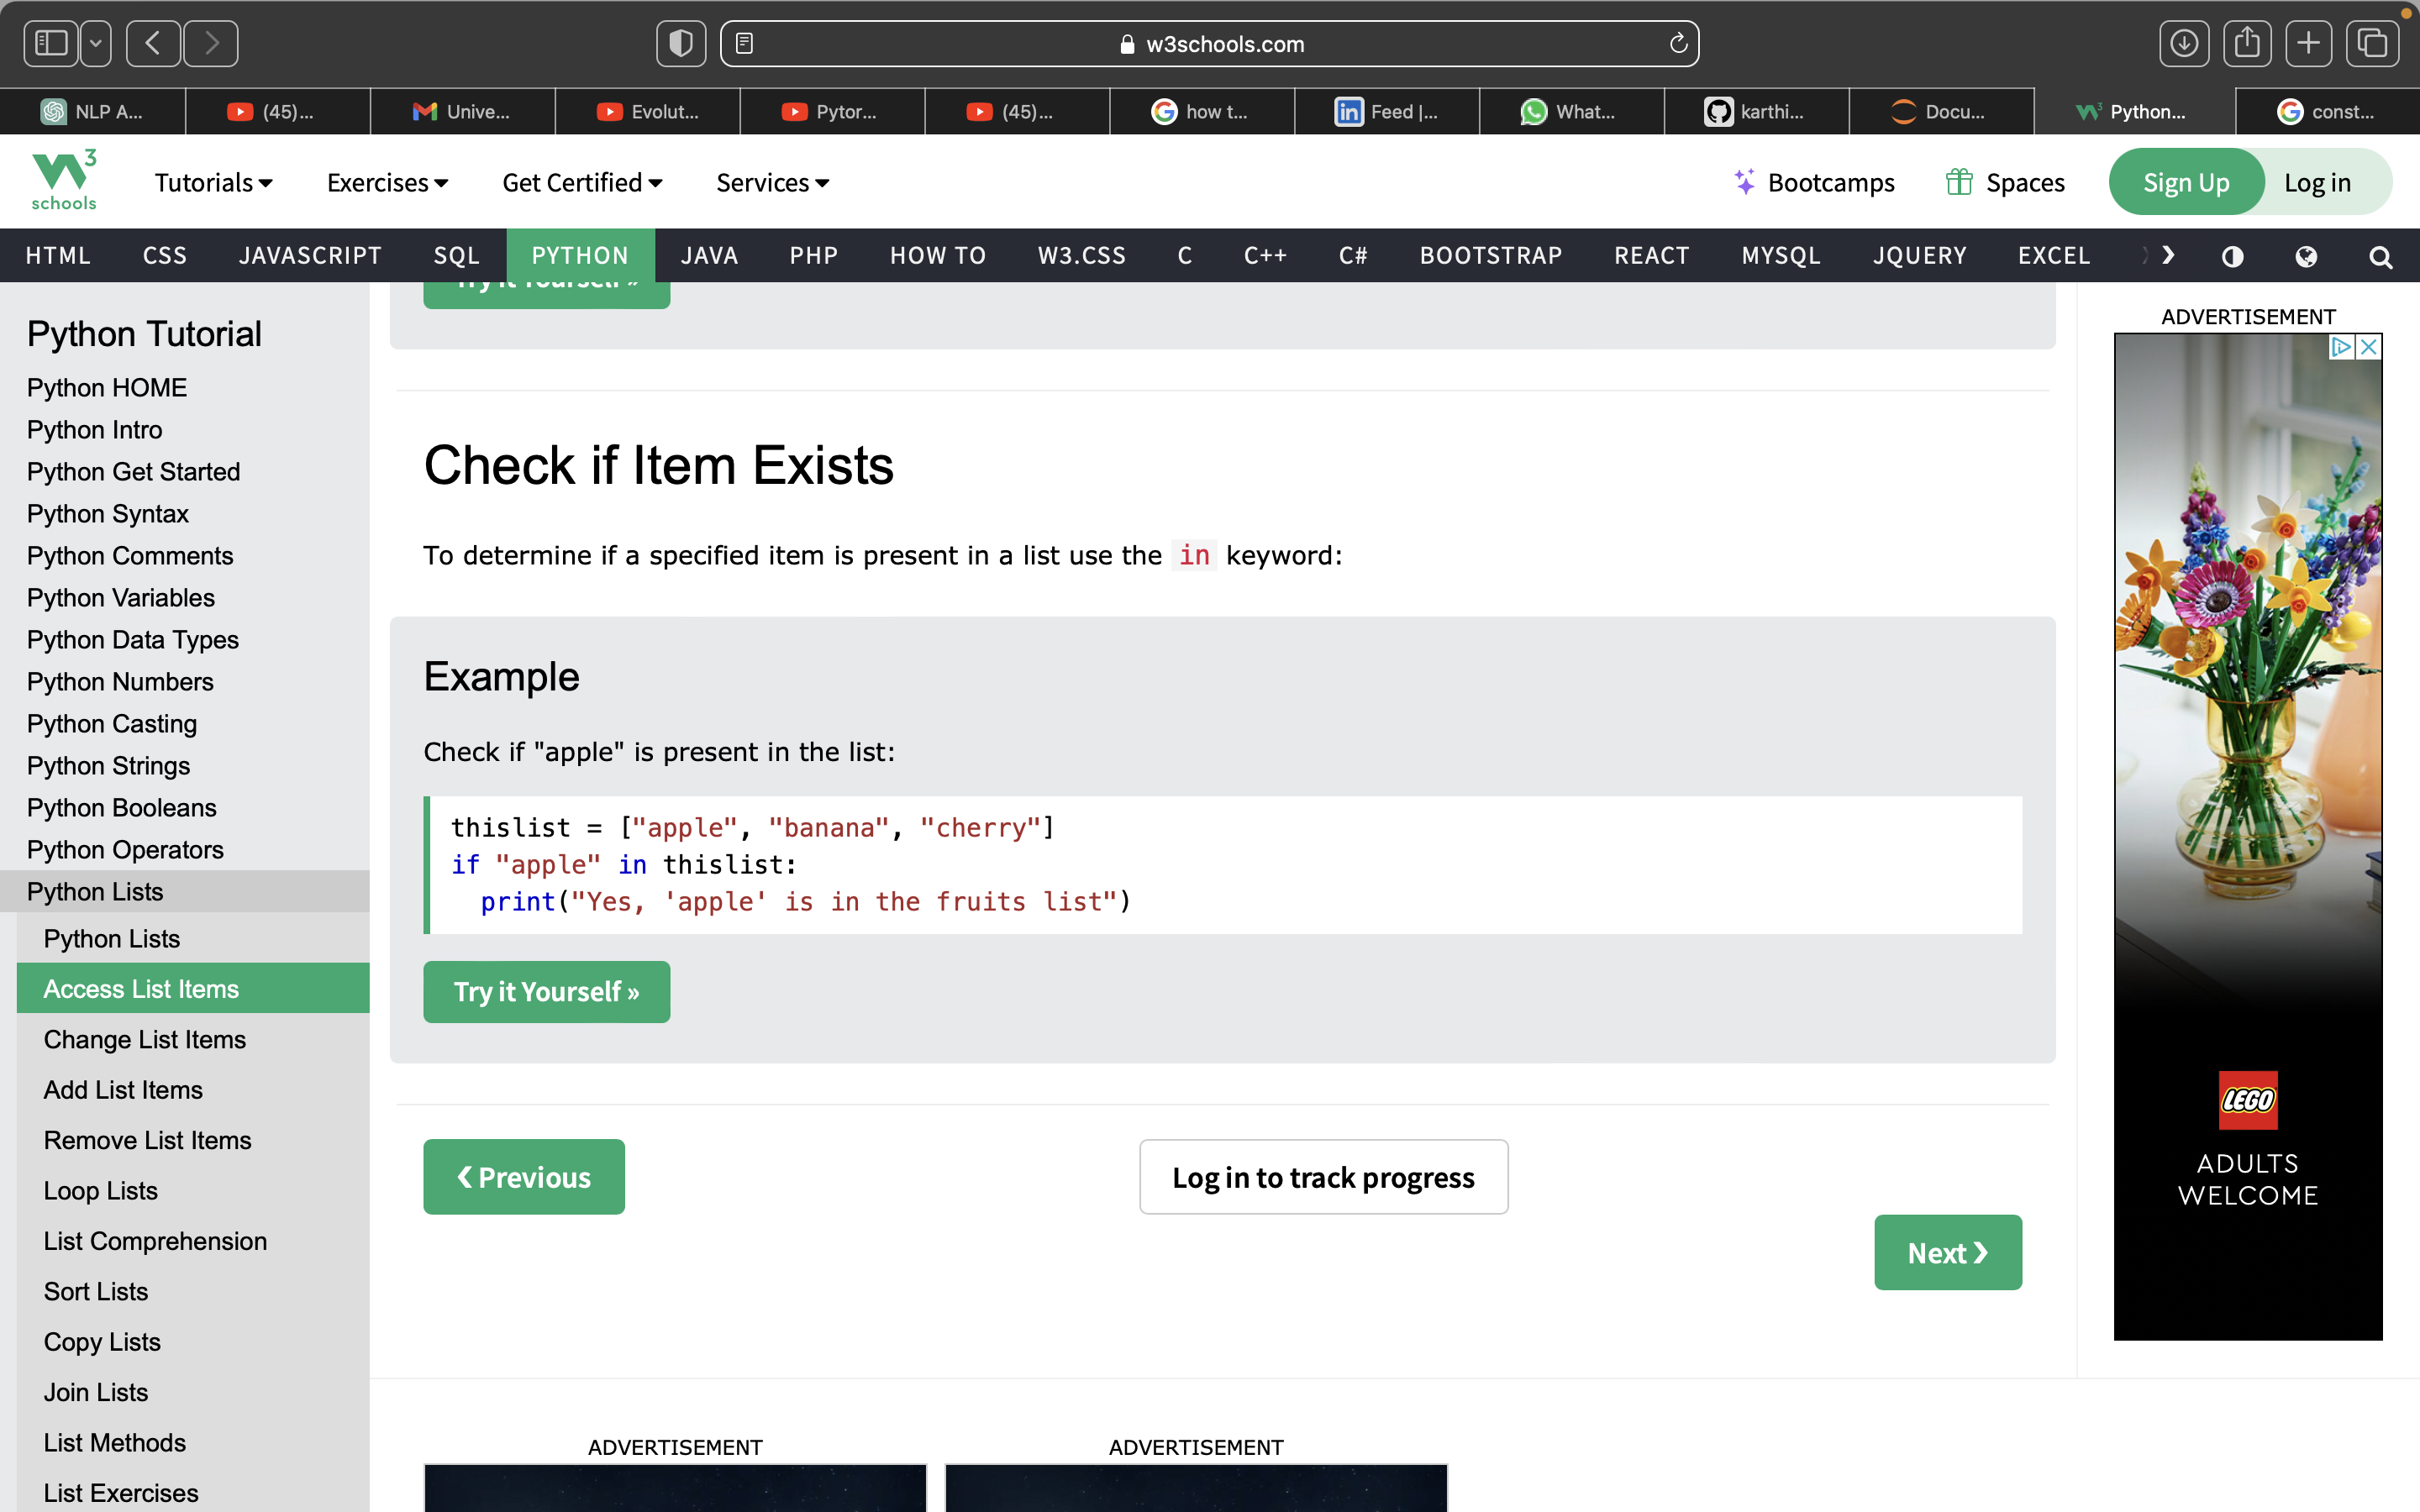 w3schools.com
NLP A...
(45)...
Unive...
Evolut...
Pytor...
(45)...
how t...
Feed |...
What...
karthi...
Docu...
Python...
const...
W3
schools
Tutorials
Exercises
Get Certified
Services
Bootcamps
Spaces
Sign Up
Log in
HTML
CSS
JAVASCRIPT
SQL
PYTHON
JAVA
PHP
HOW TO
W3.CSS
C
C++
C#
BOOTSTRAP
REACT
MYSQL
JQUERY
EXCEL
Python Tutorial
Python HOME
Python Intro
Python Get Started
Python Syntax
Python Comments
Python Variables
Python Data Types
Python Numbers
Python Casting
Python Strings
Python Booleans
Python Operators
Python Lists
Python Lists
Access List Items
Change List Items
Add List Items
Remove List Items
Loop Lists
List Comprehension
Sort Lists
Copy Lists
Join Lists
List Methods
List Exercises
Try it Yourself »
Check if Item Exists
To determine if a specified item is present in a list use the in keyword:
Example
Check if "apple" is present in the list:
thislist = ["apple", "banana", "cherry"]
if "apple" in thislist:
  print("Yes, 'apple' is in the fruits list")
Try it Yourself »
❮ Previous
Log in to track progress
Next ❯
ADVERTISEMENT
ADVERTISEMENT
ADVERTISEMENT
LEGO
ADULTS
WELCOME